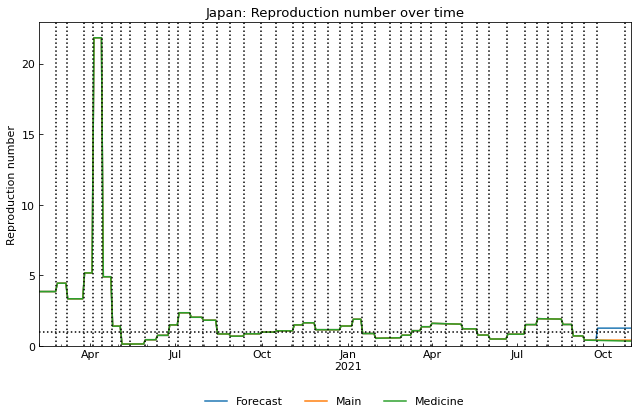 Japan: Reproduction number over time
Reproduction number
20
15
10
5
0
Apr
Jul
Oct
Jan
2021
Apr
Jul
Oct
Forecast
Main
Medicine